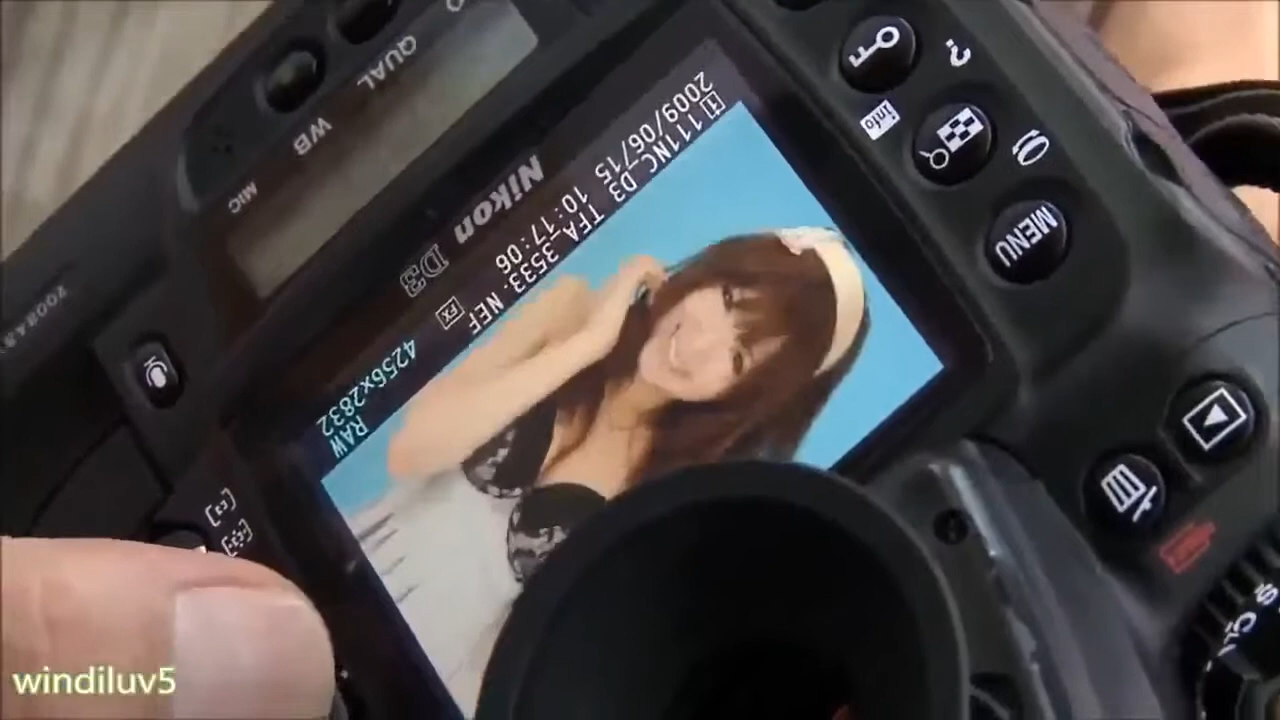 QUAL
WB
MIC
Nikon
D3
111NC_D3 TFA_3533.NEF
2009/06/15 10:17:06
FX
RAW
4256x2832
?
info
MENU
windiluv5